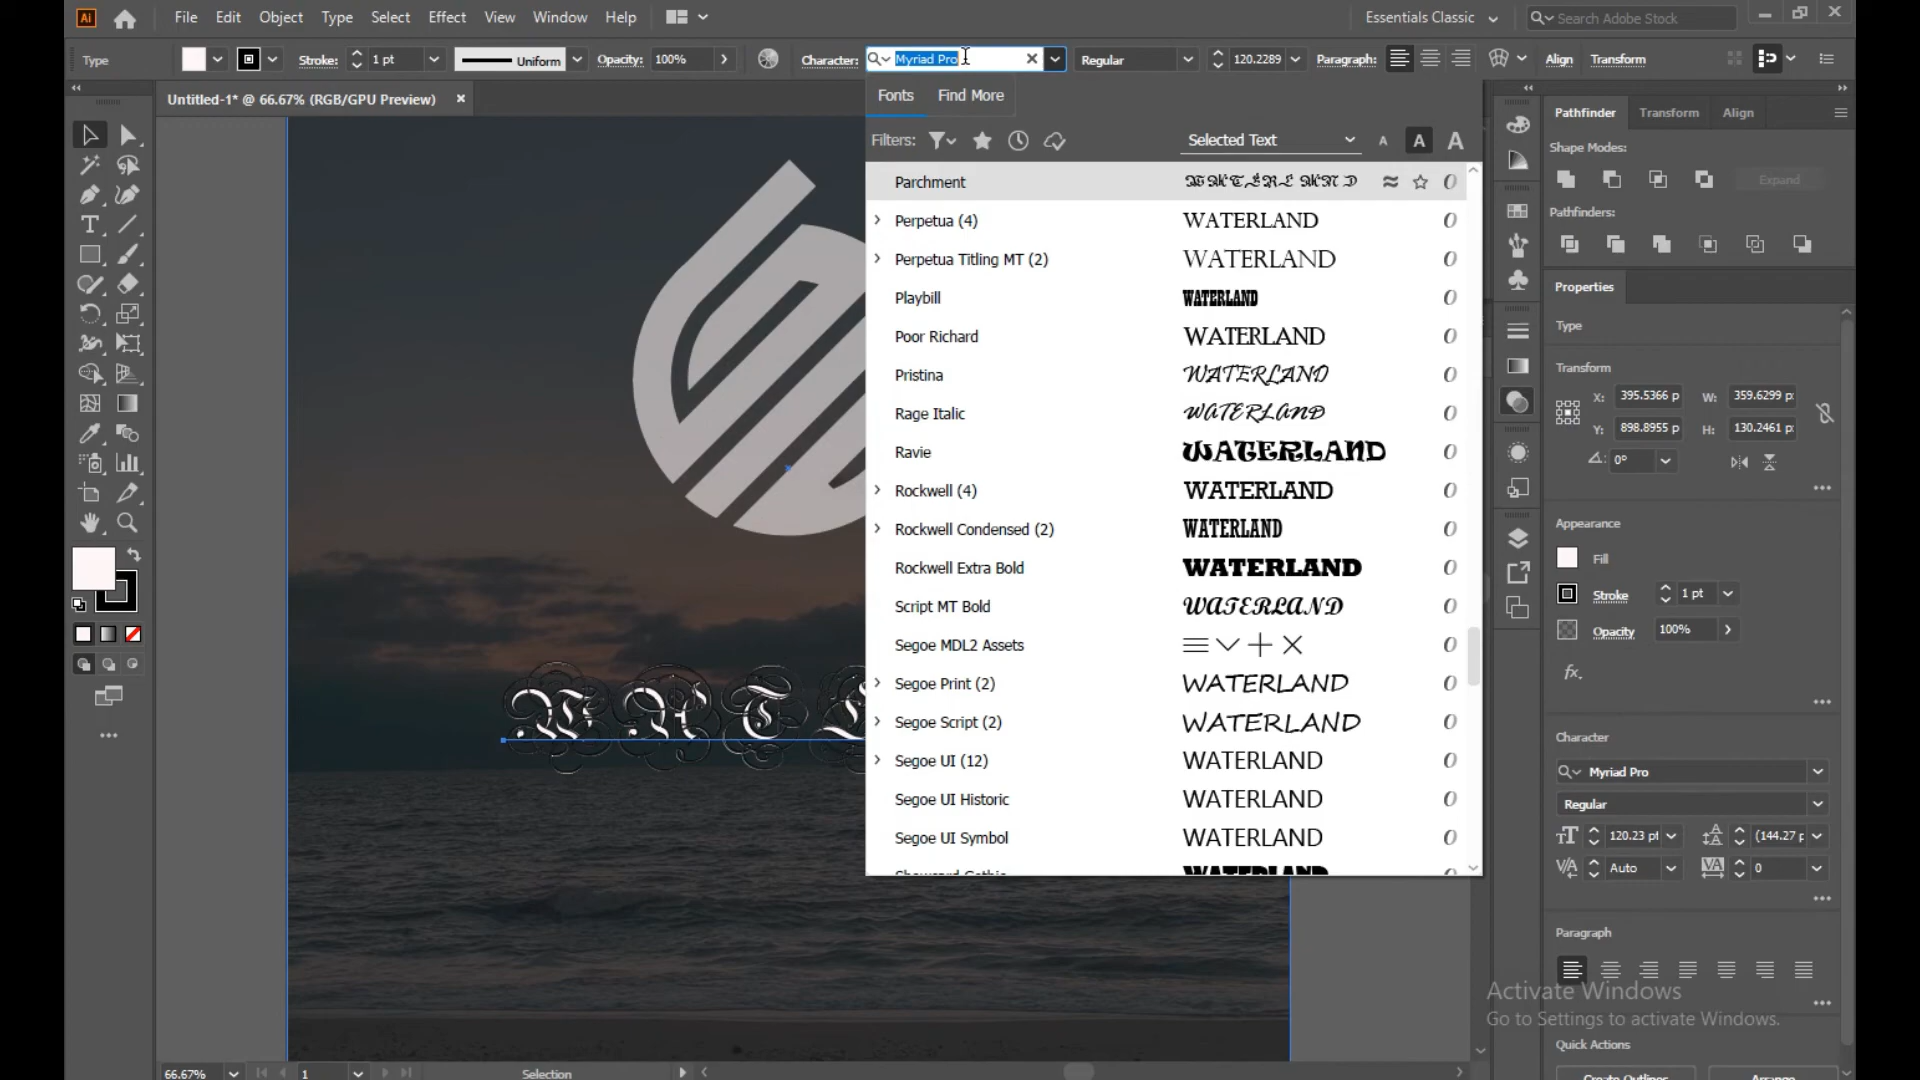 Ai File Edit Object Type Select Effect View Window Help Essentials Classic Search Adobe Stock
Type Stroke: 1 pt Uniform Opacity: 100% Character: Myriad Pro Regular 120.2289 Paragraph: Align Transform
Untitled-1* @ 66.67% (RGB/GPU Preview)
Fonts Find More
Filters: Selected Text A A A
Parchment WATERLAND
Perpetua (4) WATERLAND
Perpetua Titling MT (2) WATERLAND
Playbill WATERLAND
Poor Richard WATERLAND
Pristina WATERLAND
Rage Italic WATERLAND
Ravie WATERLAND
Rockwell (4) WATERLAND
Rockwell Condensed (2) WATERLAND
Rockwell Extra Bold WATERLAND
Script MT Bold WATERLAND
Segoe MDL2 Assets
Segoe Print (2) WATERLAND
Segoe Script (2) WATERLAND
Segoe UI (12) WATERLAND
Segoe UI Historic WATERLAND
Segoe UI Symbol WATERLAND
WATE
Pathfinder Transform Align
Shape Modes:
Expand
Pathfinders:
Properties
Type
Transform
X: 395.5366 p W: 359.6299 p
Y: 898.8955 p H: 130.2461 p
0°
Appearance
Fill
Stroke 1 pt
Opacity 100%
fx.
Character
Myriad Pro
Regular
120.23 pt (144.27 p
Auto 0
Paragraph
Activate Windows
Go to Settings to activate Windows.
Quick Actions
Create Outlines Arrange
66.67% 1 Selection